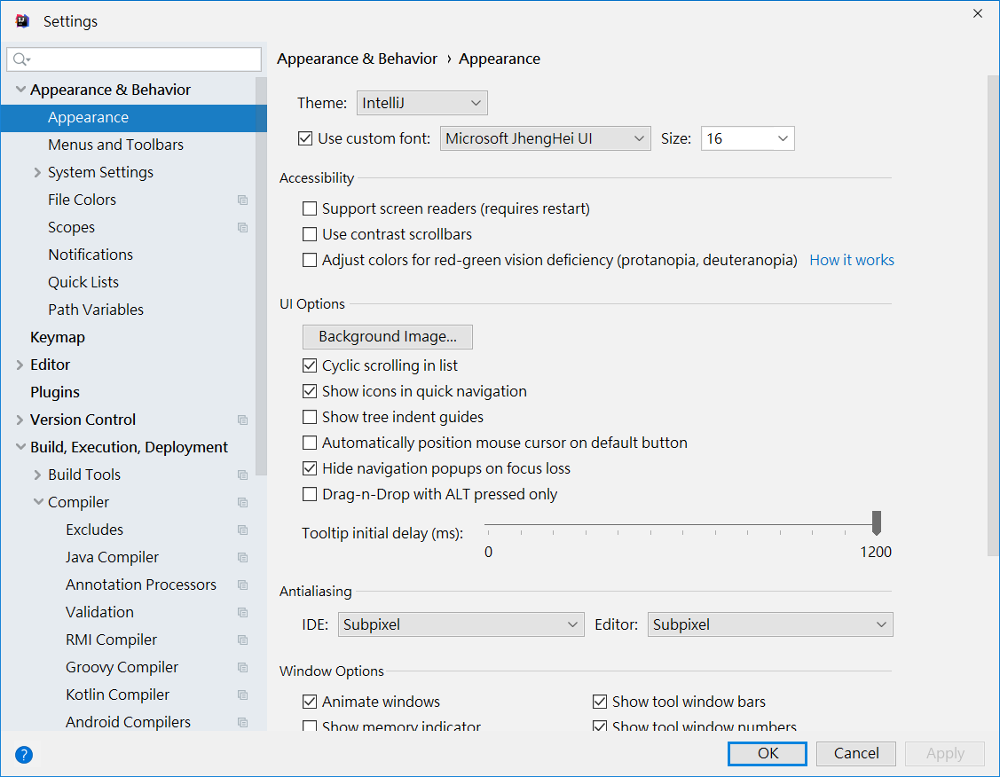 Settings
Appearance & Behavior
Appearance
Menus and Toolbars
System Settings
File Colors
Scopes
Notifications
Quick Lists
Path Variables
Keymap
Editor
Plugins
Version Control
Build, Execution, Deployment
Build Tools
Compiler
Excludes
Java Compiler
Annotation Processors
Validation
RMI Compiler
Groovy Compiler
Kotlin Compiler
Android Compilers
Appearance & Behavior › Appearance
Theme: IntelliJ
Use custom font: Microsoft JhengHei UI Size: 16
Accessibility
Support screen readers (requires restart)
Use contrast scrollbars
Adjust colors for red-green vision deficiency (protanopia, deuteranopia) How it works
UI Options
Background Image...
Cyclic scrolling in list
Show icons in quick navigation
Show tree indent guides
Automatically position mouse cursor on default button
Hide navigation popups on focus loss
Drag-n-Drop with ALT pressed only
Tooltip initial delay (ms):
0 1200
Antialiasing
IDE: Subpixel Editor: Subpixel
Window Options
Animate windows Show tool window bars
Show memory indicator Show tool window numbers
? OK Cancel Apply